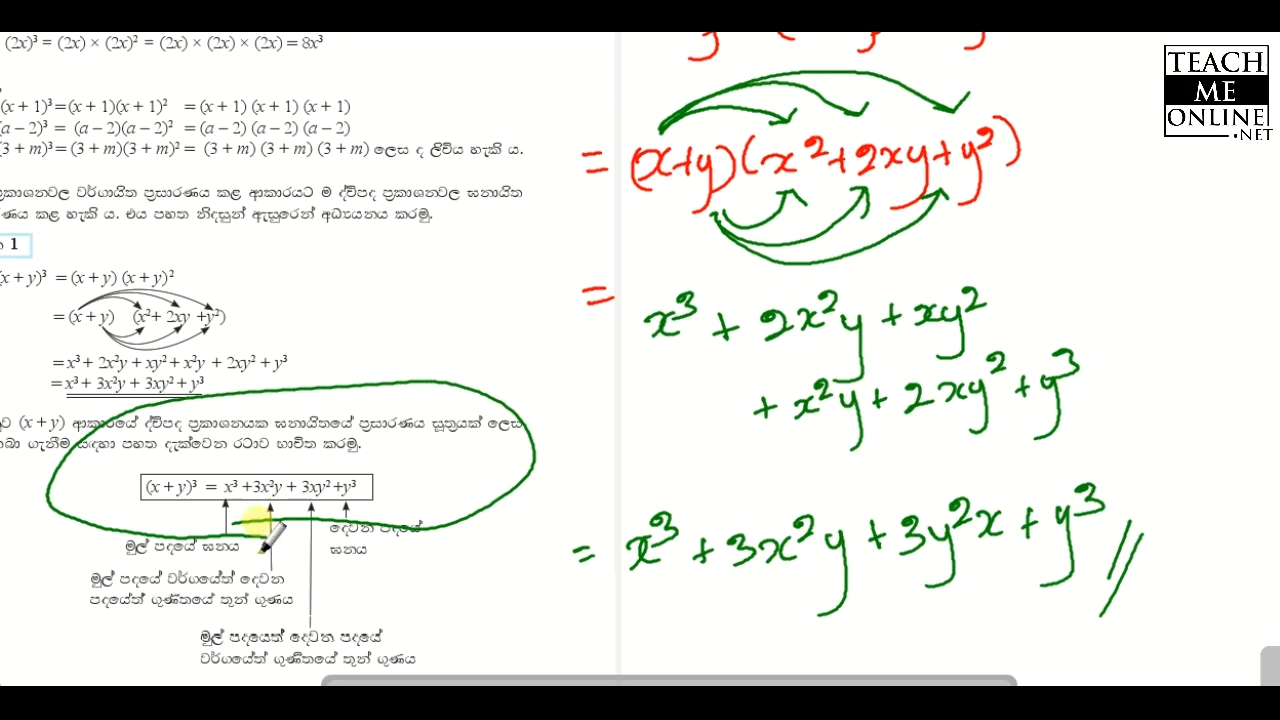 (2x)³ = (2x) × (2x)² = (2x) × (2x) × (2x) = 8x³
(x + 1)³ = (x + 1)(x + 1)² = (x + 1) (x + 1) (x + 1)
(a – 2)³ = (a – 2)(a – 2)² = (a – 2) (a – 2) (a – 2)
(3 + m)³ = (3 + m)(3 + m)² = (3 + m) (3 + m) (3 + m) ලෙස ද ලිවිය හැකි ය.
ප්‍රකාශනවල වර්ගායිත ප්‍රසාරණය කළ ආකාරයට ම ද්විපද ප්‍රකාශනවල ඝනායිත
කළ හැකි ය. එය පහත නිදසුන් ඇසුරෙන් අධ්‍යයනය කරමු.
1
(x + y)³ = (x + y) (x + y)²
= (x + y) (x² + 2xy + y²)
= x³ + 2x²y + xy² + x²y + 2xy² + y³
= x³ + 3x²y + 3xy² + y³
(x + y) ආකාරයේ ද්විපද ප්‍රකාශනයක ඝනායිතයේ ප්‍රසාරණය සූත්‍රයක් ලෙස
ගැනීම සඳහා පහත දැක්වෙන රටාව භාවිත කරමු.
(x + y)³ = x³ +3x²y + 3xy² +y³
මුල් පදයේ ඝනය
දෙවන පදයේ
ඝනය
මුල් පදයේ වර්ගයේත් දෙවන
පදයේත් ගුණිතයේ තුන් ගුණය
මුල් පදයෙත් දෙවන පදයේ
වර්ගයේත් ගුණිතයේ තුන් ගුණය
= (x+y)(x²+2xy+y²)
= x³ + 2x²y + xy²
+ x²y + 2xy² + y³
= x³ + 3x²y + 3y²x + y³ //
TEACH
ME
ONLINE.NET